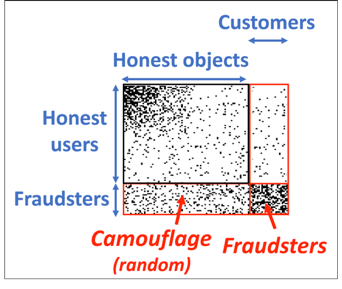 Customers
Honest objects
Honest
users
Fraudsters
Camouflage
(random)
Fraudsters